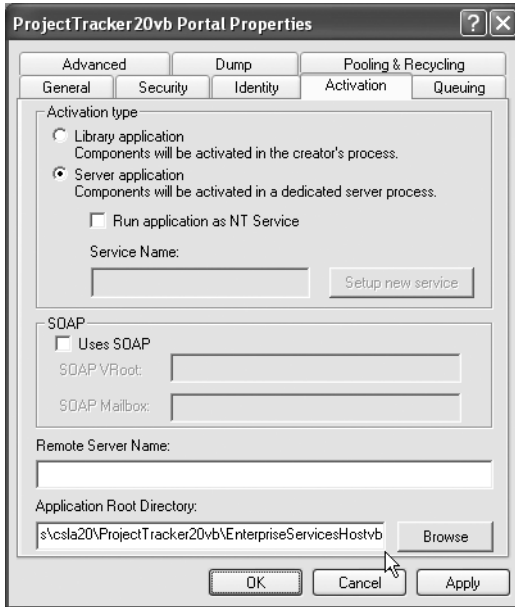 ProjectTracker20vb Portal Properties
Advanced Dump Pooling & Recycling
General Security Identity Activation Queuing
Activation type
Library application
Components will be activated in the creator's process.
Server application
Components will be activated in a dedicated server process.
Run application as NT Service
Service Name:
Setup new service
SOAP
Uses SOAP
SOAP VRoot:
SOAP Mailbox:
Remote Server Name:
Application Root Directory:
s\csla20\ProjectTracker20vb\EnterpriseServicesHostvb Browse
OK Cancel Apply